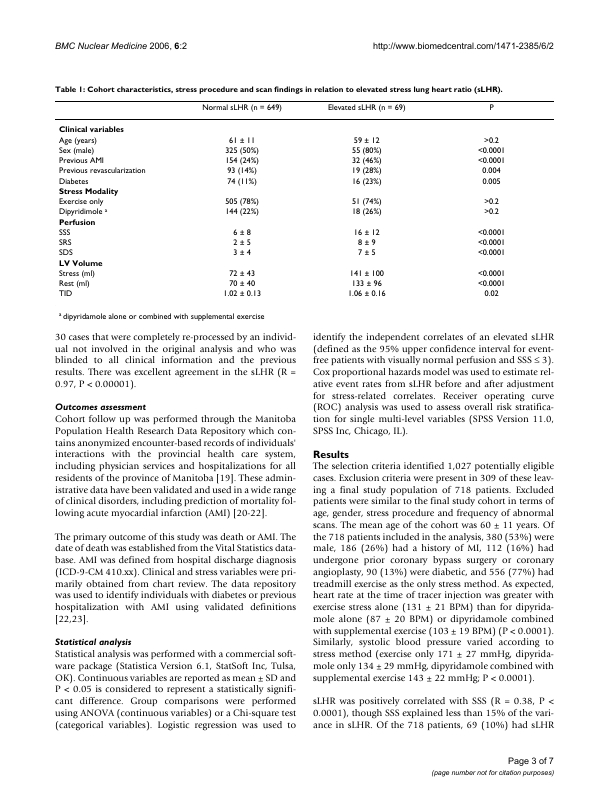 BMC Nuclear Medicine 2006, 6:2
http://www.biomedcentral.com/1471-2385/6/2
Table 1: Cohort characteristics, stress procedure and scan findings in relation to elevated stress lung heart ratio (sLHR).
Normal sLHR (n = 649) Elevated sLHR (n = 69) P
Clinical variables
Age (years) 61 ± 11 59 ± 12 >0.2
Sex (male) 325 (50%) 55 (80%) <0.0001
Previous AMI 154 (24%) 32 (46%) <0.0001
Previous revascularization 93 (14%) 19 (28%) 0.004
Diabetes 74 (11%) 16 (23%) 0.005
Stress Modality
Exercise only 505 (78%) 51 (74%) >0.2
Dipyridimole a 144 (22%) 18 (26%) >0.2
Perfusion
SSS 6 ± 8 16 ± 12 <0.0001
SRS 2 ± 5 8 ± 9 <0.0001
SDS 3 ± 4 7 ± 5 <0.0001
LV Volume
Stress (ml) 72 ± 43 141 ± 100 <0.0001
Rest (ml) 70 ± 40 133 ± 96 <0.0001
TID 1.02 ± 0.13 1.06 ± 0.16 0.02
a dipyridamole alone or combined with supplemental exercise
30 cases that were completely re-processed by an individ-
ual not involved in the original analysis and who was
blinded to all clinical information and the previous
results. There was excellent agreement in the sLHR (R =
0.97, P < 0.00001).
Outcomes assessment
Cohort follow up was performed through the Manitoba
Population Health Research Data Repository which con-
tains anonymized encounter-based records of individuals'
interactions with the provincial health care system,
including physician services and hospitalizations for all
residents of the province of Manitoba [19]. These admin-
istrative data have been validated and used in a wide range
of clinical disorders, including prediction of mortality fol-
lowing acute myocardial infarction (AMI) [20-22].
The primary outcome of this study was death or AMI. The
date of death was established from the Vital Statistics data-
base. AMI was defined from hospital discharge diagnosis
(ICD-9-CM 410.xx). Clinical and stress variables were pri-
marily obtained from chart review. The data repository
was used to identify individuals with diabetes or previous
hospitalization with AMI using validated definitions
[22,23].
Statistical analysis
Statistical analysis was performed with a commercial soft-
ware package (Statistica Version 6.1, StatSoft Inc, Tulsa,
OK). Continuous variables are reported as mean ± SD and
P < 0.05 is considered to represent a statistically signifi-
cant difference. Group comparisons were performed
using ANOVA (continuous variables) or a Chi-square test
(categorical variables). Logistic regression was used to
identify the independent correlates of an elevated sLHR
(defined as the 95% upper confidence interval for event-
free patients with visually normal perfusion and SSS ≤ 3).
Cox proportional hazards model was used to estimate rel-
ative event rates from sLHR before and after adjustment
for stress-related correlates. Receiver operating curve
(ROC) analysis was used to assess overall risk stratifica-
tion for single multi-level variables (SPSS Version 11.0,
SPSS Inc, Chicago, IL).
Results
The selection criteria identified 1,027 potentially eligible
cases. Exclusion criteria were present in 309 of these leav-
ing a final study population of 718 patients. Excluded
patients were similar to the final study cohort in terms of
age, gender, stress procedure and frequency of abnormal
scans. The mean age of the cohort was 60 ± 11 years. Of
the 718 patients included in the analysis, 380 (53%) were
male, 186 (26%) had a history of MI, 112 (16%) had
undergone prior coronary bypass surgery or coronary
angioplasty, 90 (13%) were diabetic, and 556 (77%) had
treadmill exercise as the only stress method. As expected,
heart rate at the time of tracer injection was greater with
exercise stress alone (131 ± 21 BPM) than for dipyrida-
mole alone (87 ± 20 BPM) or dipyridamole combined
with supplemental exercise (103 ± 19 BPM) (P < 0.0001).
Similarly, systolic blood pressure varied according to
stress method (exercise only 171 ± 27 mmHg, dipyrida-
mole only 134 ± 29 mmHg, dipyridamole combined with
supplemental exercise 143 ± 22 mmHg; P < 0.0001).
sLHR was positively correlated with SSS (R = 0.38, P <
0.0001), though SSS explained less than 15% of the vari-
ance in sLHR. Of the 718 patients, 69 (10%) had sLHR
Page 3 of 7
(page number not for citation purposes)